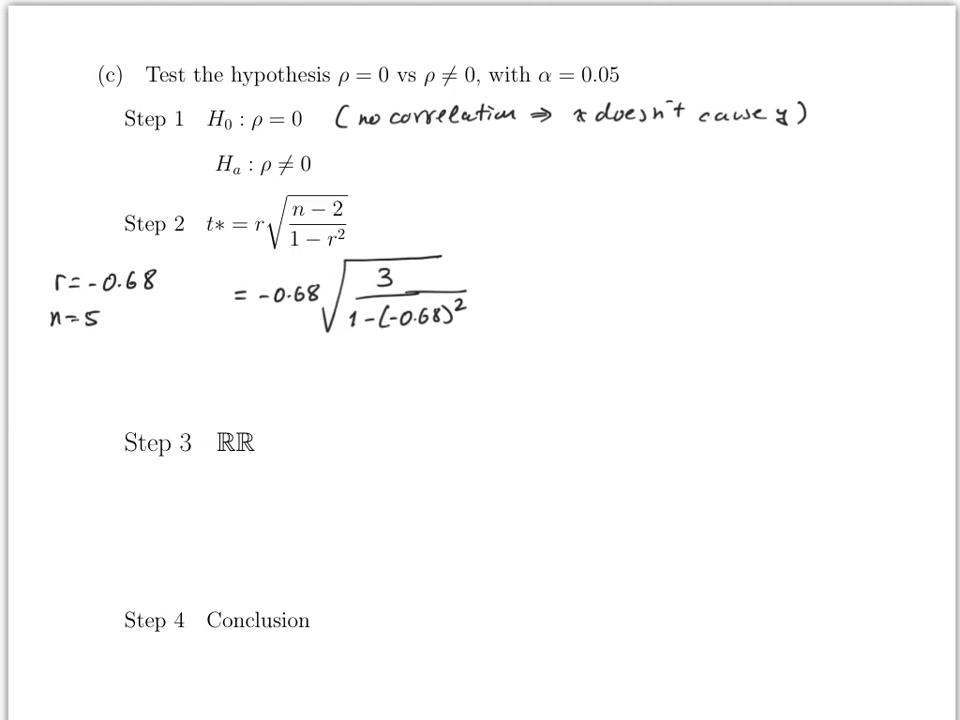 (c) Test the hypothesis ρ = 0 vs ρ ≠ 0, with α = 0.05
Step 1 H₀ : ρ = 0 (no correlation ⇒ x doesn't cause y)
Hₐ : ρ ≠ 0
Step 2 t* = r√((n − 2)/(1 − r²))
r = -0.68
n = 5
= -0.68 √(3/(1-(-0.68)²))
Step 3 ℝℝ
Step 4 Conclusion